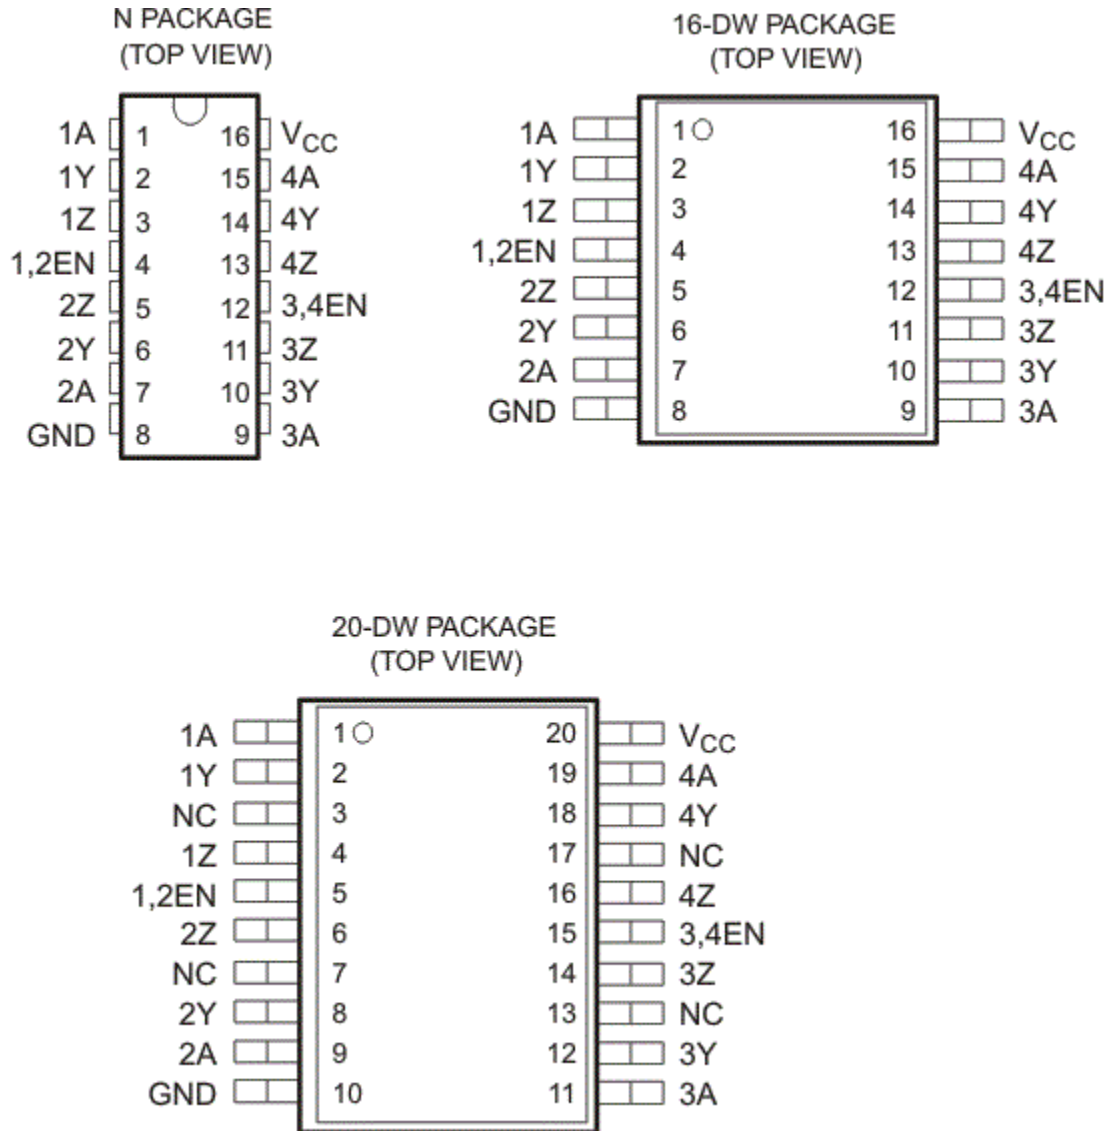 N PACKAGE
(TOP VIEW)
1A 1 16 VCC
1Y 2 15 4A
1Z 3 14 4Y
1,2EN 4 13 4Z
2Z 5 12 3,4EN
2Y 6 11 3Z
2A 7 10 3Y
GND 8 9 3A
16-DW PACKAGE
(TOP VIEW)
1A 1 16 VCC
1Y 2 15 4A
1Z 3 14 4Y
1,2EN 4 13 4Z
2Z 5 12 3,4EN
2Y 6 11 3Z
2A 7 10 3Y
GND 8 9 3A
20-DW PACKAGE
(TOP VIEW)
1A 1 20 VCC
1Y 2 19 4A
NC 3 18 4Y
1Z 4 17 NC
1,2EN 5 16 4Z
2Z 6 15 3,4EN
NC 7 14 3Z
2Y 8 13 NC
2A 9 12 3Y
GND 10 11 3A